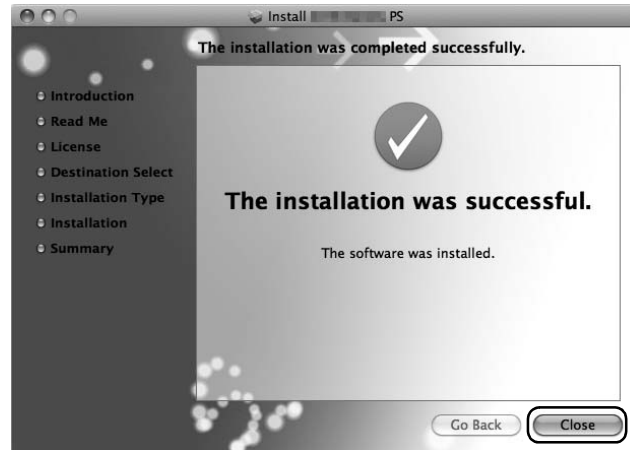 Install PS
The installation was completed successfully.
Introduction
Read Me
License
Destination Select
Installation Type
Installation
Summary
The installation was successful.
The software was installed.
Go Back
Close